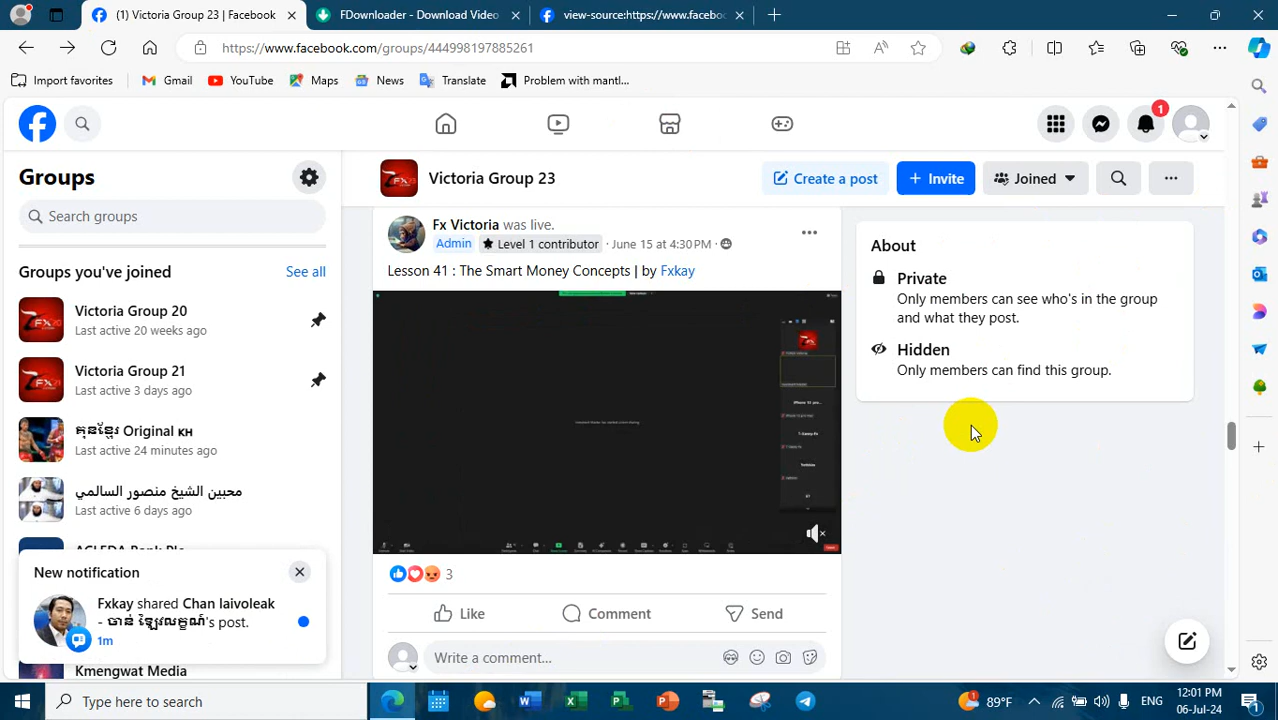 (1) Victoria Group 23 | Facebook
FDownloader - Download Video
view-source:https://www.faceboo
https://www.facebook.com/groups/444998197885261
Import favorites
Gmail
YouTube
Maps
News
Translate
Problem with mantl...
1
Groups
Search groups
Groups you've joined
See all
Victoria Group 20
Last active 20 weeks ago
Victoria Group 21
Last active 3 days ago
Original ᴋʜ
Last active 24 minutes ago
محبين الشيخ منصور السالمي
Last active 6 days ago
New notification
Fxkay shared Chan laivoleak
- ចាន់ ឡៃវលក្ខណ៍'s post.
1m
Kmengwat Media
Victoria Group 23
Create a post
Invite
Joined
Fx Victoria was live.
Admin
Level 1 contributor
June 15 at 4:30 PM
Lesson 41 : The Smart Money Concepts | by Fxkay
3
Like
Comment
Send
Write a comment...
About
Private
Only members can see who's in the group
and what they post.
Hidden
Only members can find this group.
Type here to search
89°F
ENG
12:01 PM
06-Jul-24
1